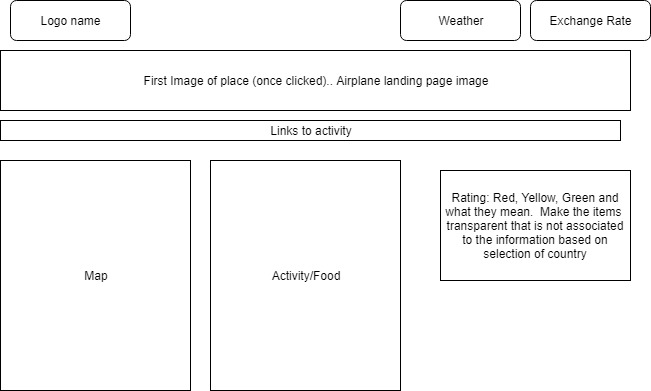 Logo name
Weather
Exchange Rate
First Image of place (once clicked).. Airplane landing page image
Links to activity
Map
Activity/Food
Rating: Red, Yellow, Green and
what they mean.  Make the items
transparent that is not associated
to the information based on
selection of country